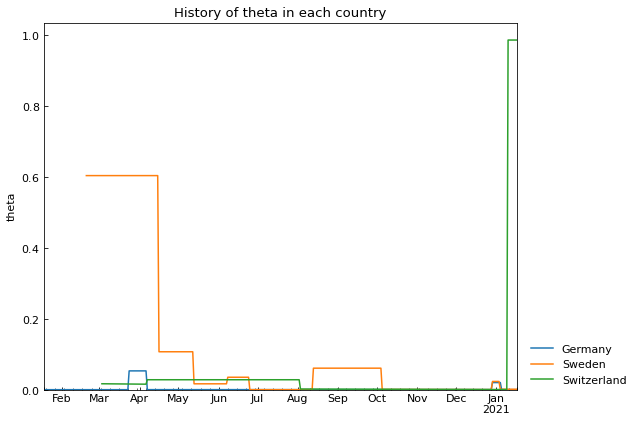 History of theta in each country
theta
1.0
0.8
0.6
0.4
0.2
0.0
Feb Mar Apr May Jun Jul Aug Sep Oct Nov Dec Jan
2021
Germany
Sweden
Switzerland